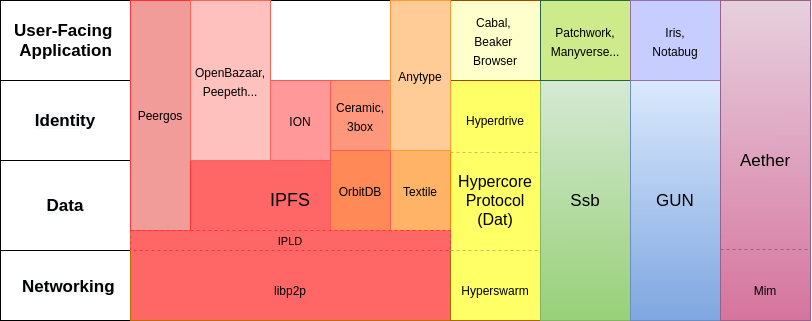 User-Facing
Application
Cabal,
Beaker
Browser
Patchwork,
Manyverse...
Iris,
Notabug
OpenBazaar,
Peepeth...
Anytype
Identity
Peergos
ION
Ceramic,
3box
Hyperdrive
Aether
Data
IPFS
OrbitDB
Textile
Hypercore
Protocol
(Dat)
Ssb
GUN
IPLD
Networking
libp2p
Hyperswarm
Mim